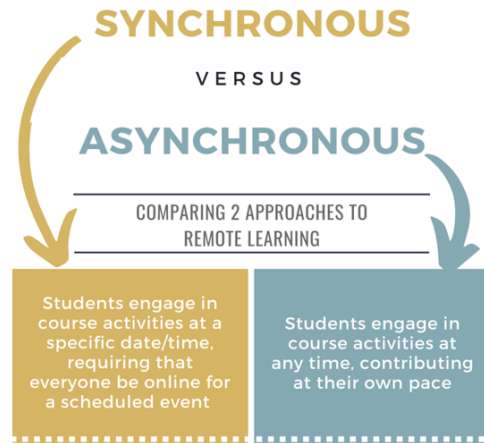 SYNCHRONOUS
VERSUS
ASYNCHRONOUS
COMPARING 2 APPROACHES TO
REMOTE LEARNING
Students engage in
course activities at a
specific date/time,
requiring that
everyone be online for
a scheduled event
Students engage in
course activities at
any time, contributing
at their own pace